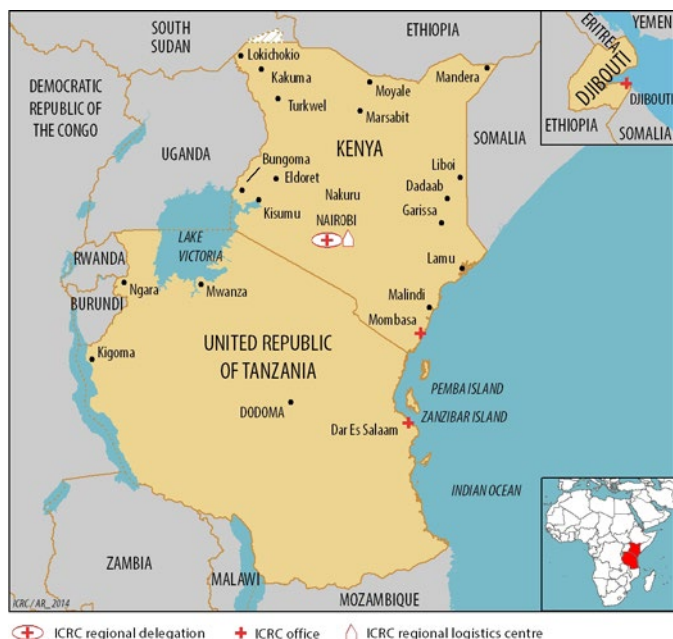 SOUTH
SUDAN
ETHIOPIA
ERITREA
YEMEN
DJIBOUTI
DJIBOUTI
ETHIOPIA
SOMALIA
Lokichokio
Kakuma
Turkwel
Moyale
Mandera
Marsabit
DEMOCRATIC
REPUBLIC OF
THE CONGO
UGANDA
KENYA
SOMALIA
Bungoma
Eldoret
Kisumu
Nakuru
NAIROBI
Liboi
Dadaab
Garissa
LAKE
VICTORIA
Lamu
RWANDA
Ngara
Mwanza
BURUNDI
Malindi
Mombasa
Kigoma
UNITED REPUBLIC
OF TANZANIA
PEMBA ISLAND
DODOMA
ZANZIBAR ISLAND
Dar Es Salaam
INDIAN OCEAN
ZAMBIA
MALAWI
MOZAMBIQUE
ICRC / AR_2014
ICRC regional delegation
ICRC office
ICRC regional logistics centre